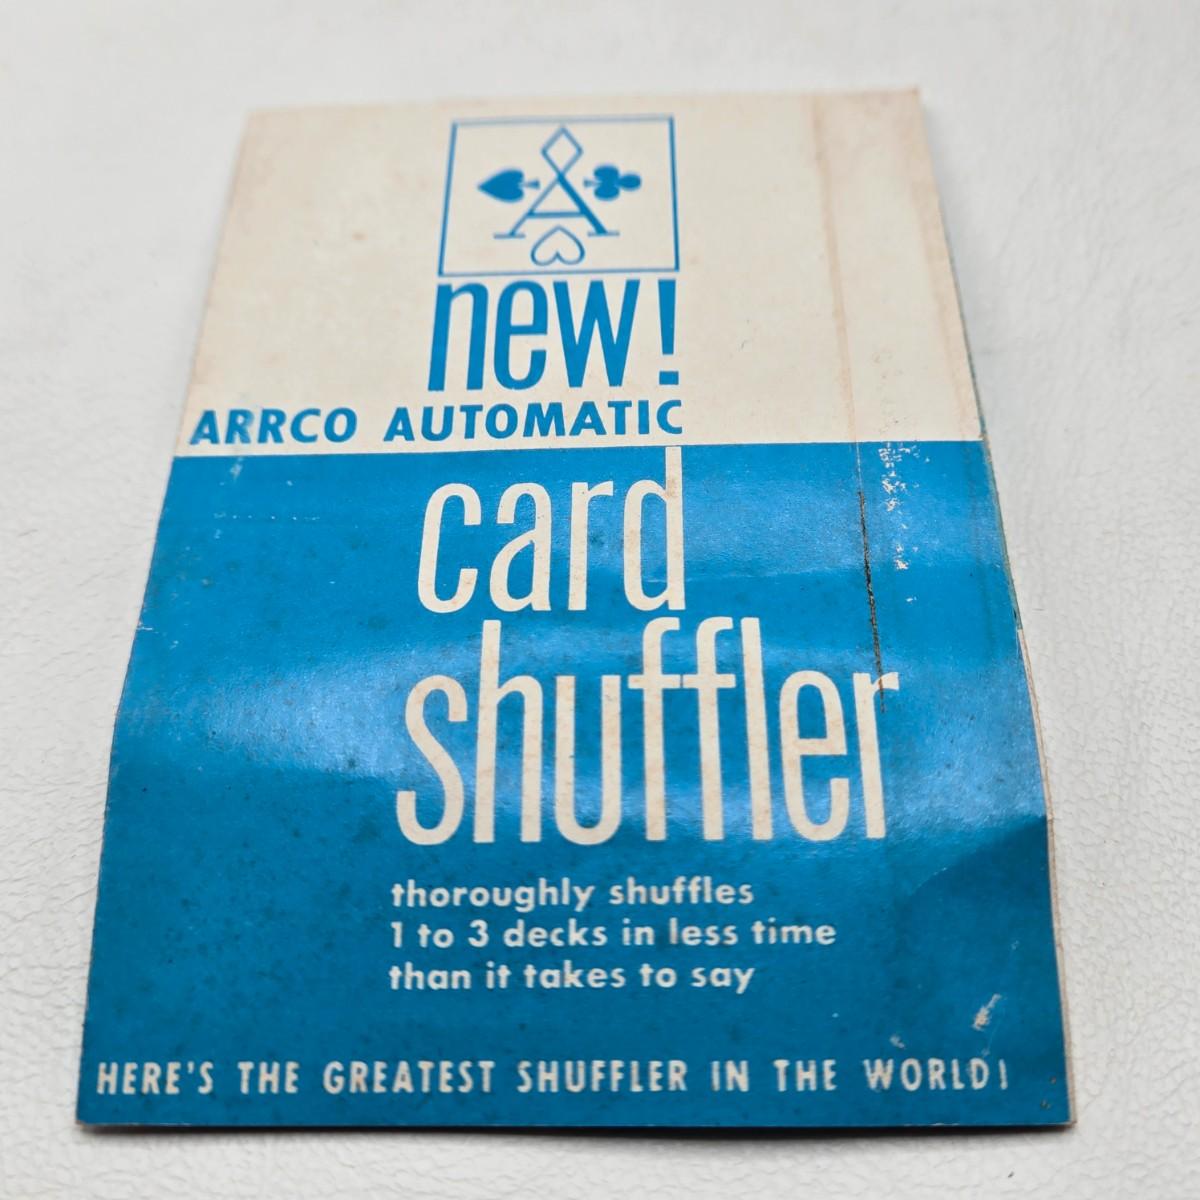 A
new!
ARRCO AUTOMATIC
card
shuffler
thoroughly shuffles
1 to 3 decks in less time
than it takes to say
HERE'S THE GREATEST SHUFFLER IN THE WORLD!